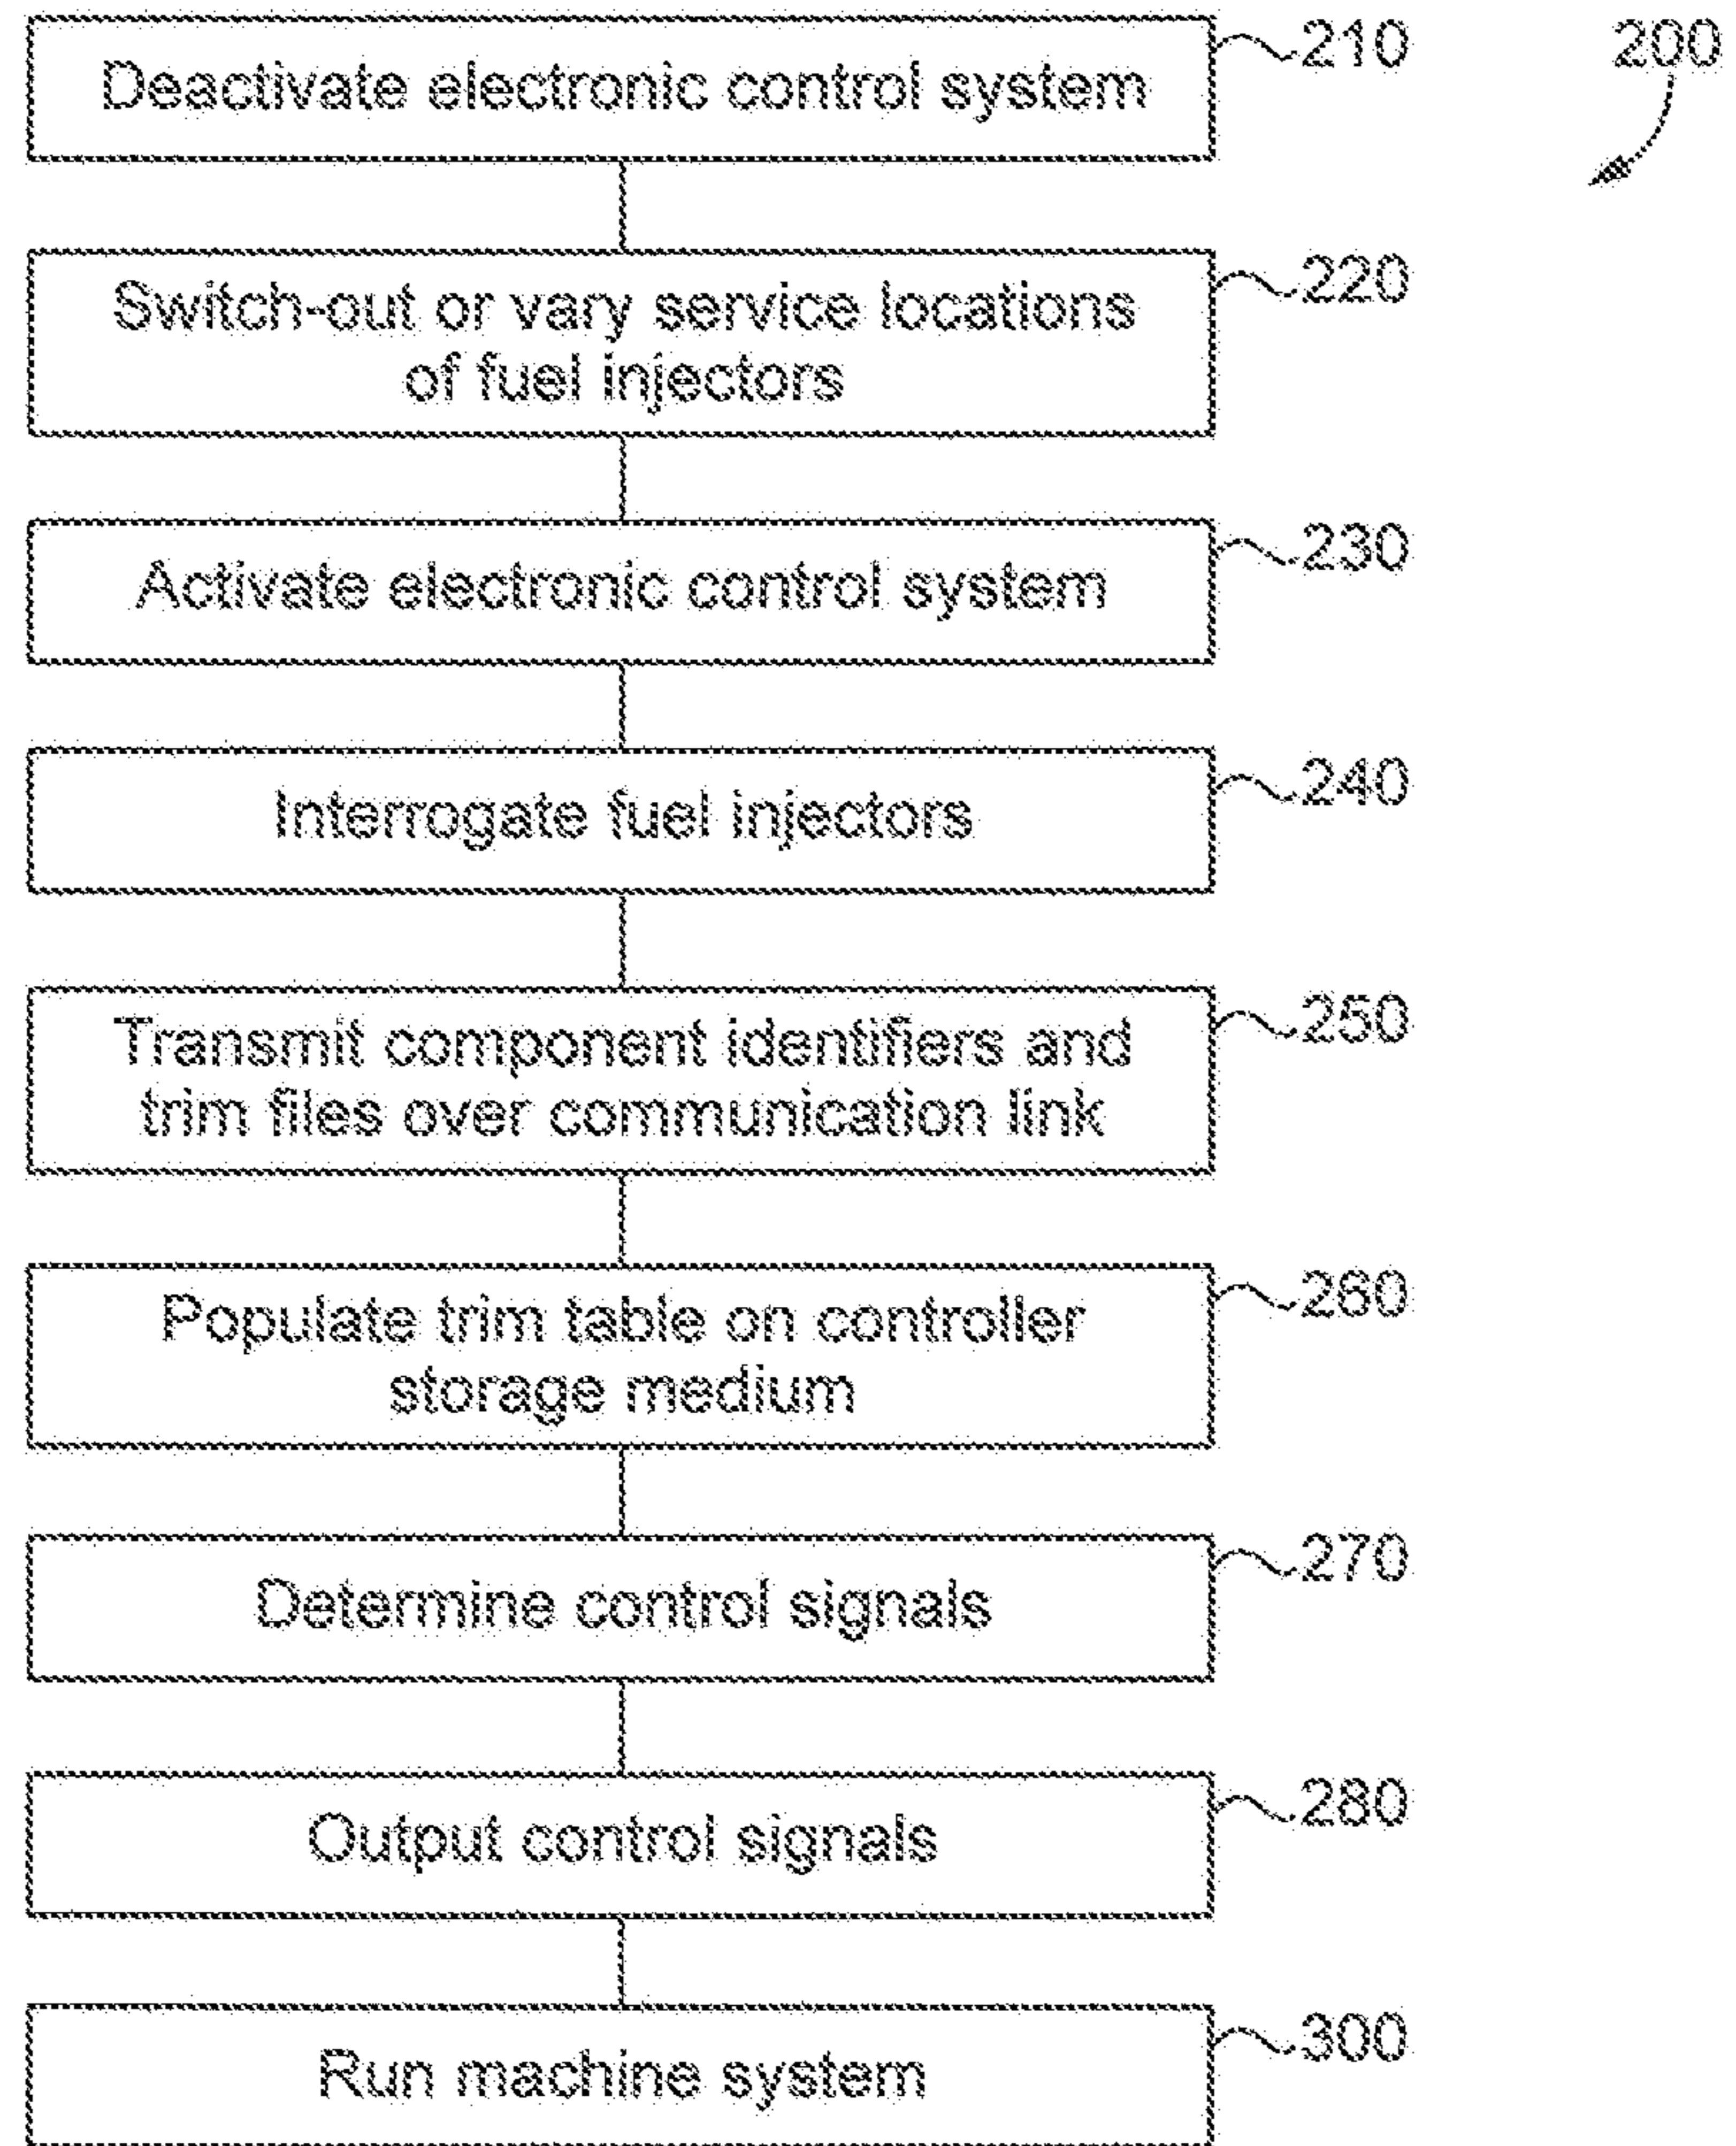 Deactivate electronic control system
210
200
Switch-out or vary service locations
of fuel injectors
220
Activate electronic control system
230
Interrogate fuel injectors
240
Transmit component identifiers and
trim files over communication link
250
Populate trim table on controller
storage medium
260
Determine control signals
270
Output control signals
280
Run machine system
300